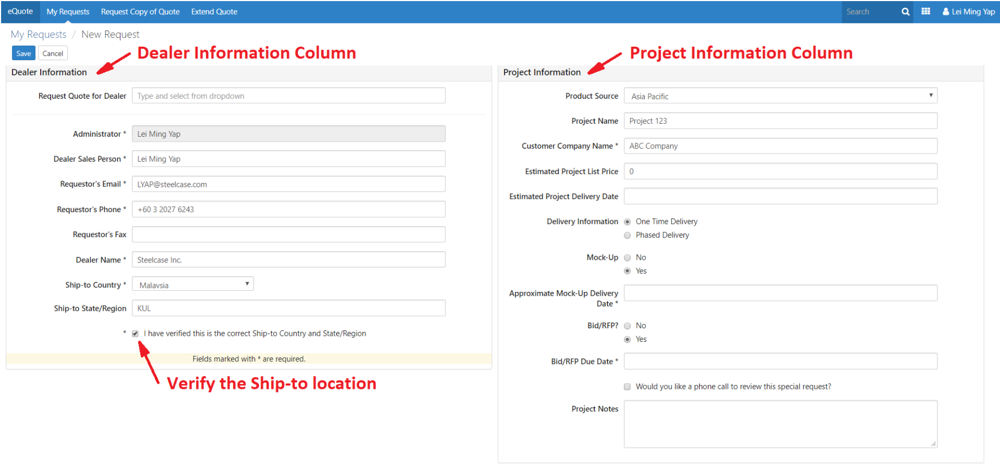 eQuote My Requests Request Copy of Quote Extend Quote Search Lei Ming Yap
My Requests / New Request
Save Cancel
Dealer Information Column
Dealer Information
Request Quote for Dealer Type and select from dropdown
Administrator * Lei Ming Yap
Dealer Sales Person * Lei Ming Yap
Requestor's Email * LYAP@steelcase.com
Requestor's Phone * +60 3 2027 6243
Requestor's Fax
Dealer Name * Steelcase Inc.
Ship-to Country * Malaysia
Ship-to State/Region KUL
* I have verified this is the correct Ship-to Country and State/Region
Fields marked with * are required.
Verify the Ship-to location
Project Information Column
Project Information
Product Source Asia Pacific
Project Name Project 123
Customer Company Name * ABC Company
Estimated Project List Price 0
Estimated Project Delivery Date
Delivery Information One Time Delivery
Phased Delivery
Mock-Up No
Yes
Approximate Mock-Up Delivery
Date *
Bid/RFP? No
Yes
Bid/RFP Due Date *
Would you like a phone call to review this special request?
Project Notes